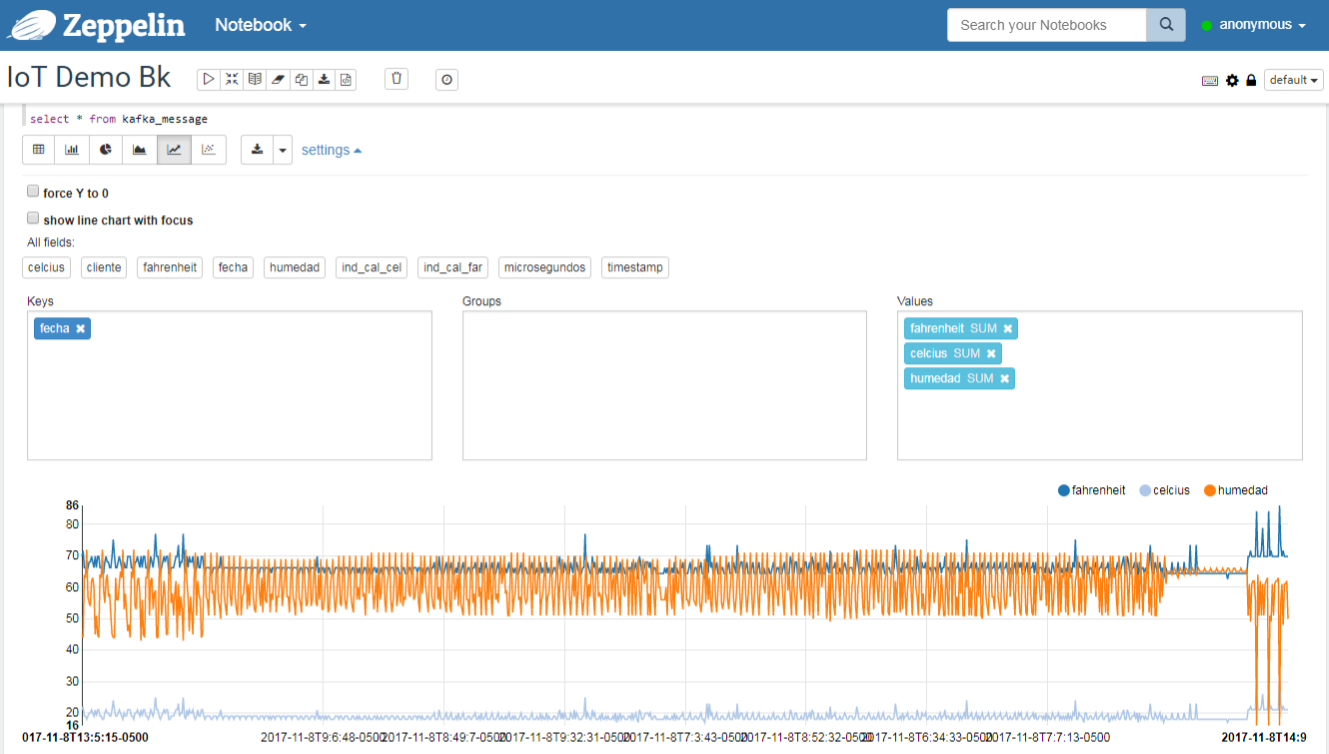 Zeppelin Notebook Search your Notebooks anonymous
IoT Demo Bk default
select * from kafka_message
settings
force Y to 0
show line chart with focus
All fields:
celcius cliente fahrenheit fecha humedad ind_cal_cel ind_cal_far microsegundos timestamp
Keys Groups Values
fecha fahrenheit SUM
celcius SUM
humedad SUM
fahrenheit celcius humedad
86
80
70
60
50
40
30
20
16
017-11-8T13:5:15-0500 2017-11-8T9:6:48-0500 2017-11-8T8:49:7-0500 2017-11-8T9:32:31-0500 2017-11-8T7:3:43-0500 2017-11-8T8:52:32-0500 2017-11-8T6:34:33-0500 2017-11-8T7:7:13-0500 2017-11-8T14:9